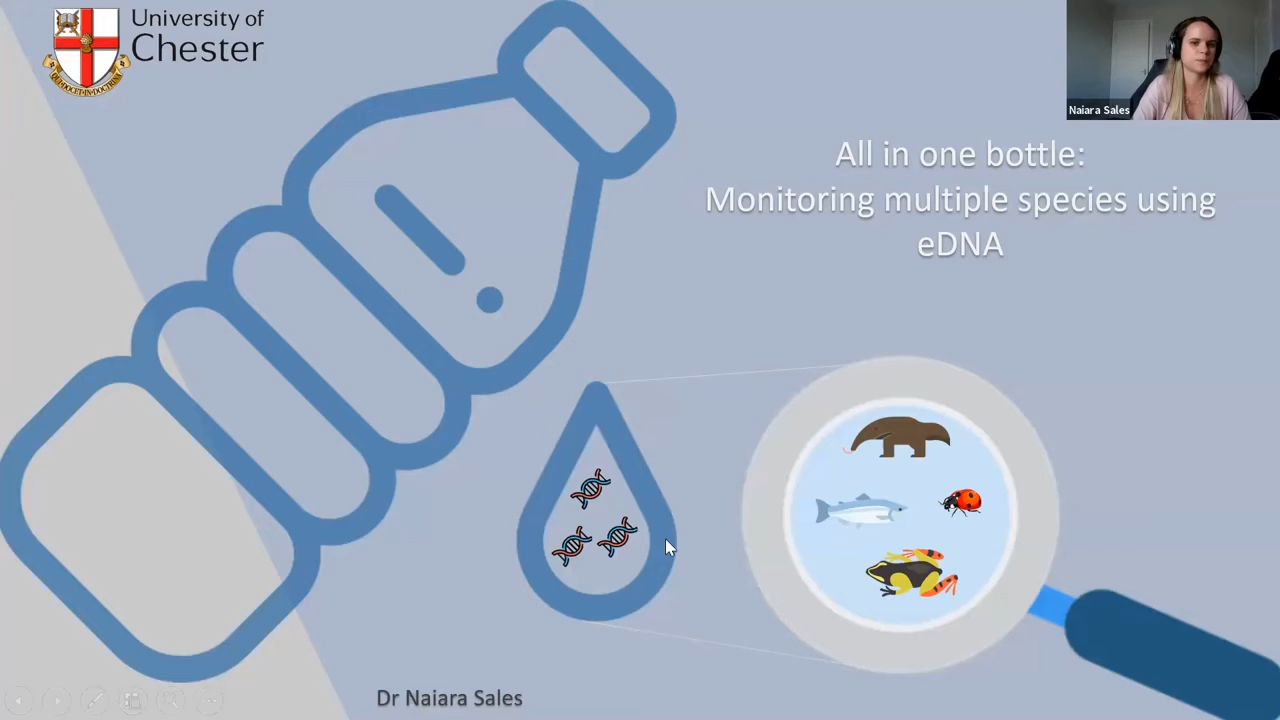 University of
Chester
Naiara Sales
All in one bottle:
Monitoring multiple species using
eDNA
Dr Naiara Sales